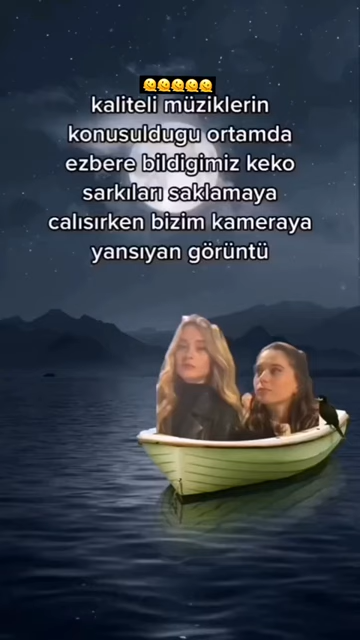 🫠🫠🫠🫠🫠
kaliteli müziklerin
konusuldugu ortamda
ezbere bildigimiz keko
sarkıları saklamaya
calısırken bizim kameraya
yansıyan görüntü